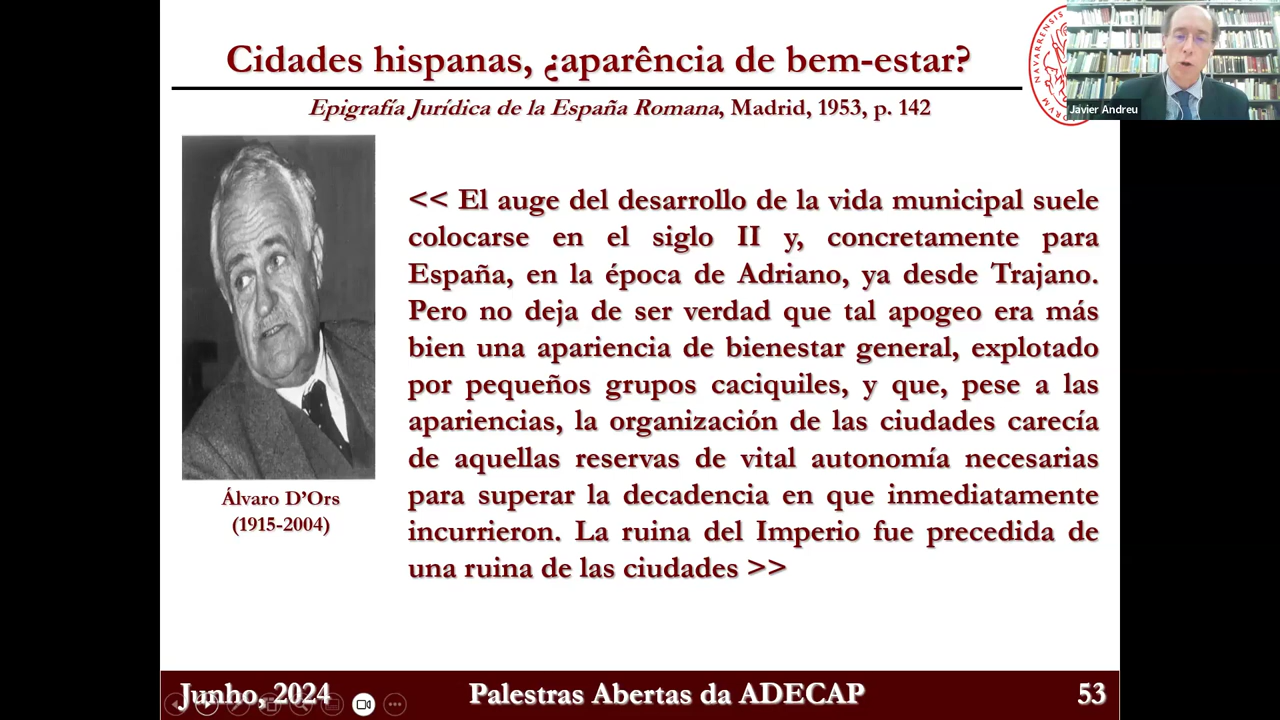 Cidades hispanas, ¿aparência de bem-estar?
Epigrafía Jurídica de la España Romana, Madrid, 1953, p. 142
NAVARRENSIS
Javier Andreu
<< El auge del desarrollo de la vida municipal suele
colocarse en el siglo II y, concretamente para
España, en la época de Adriano, ya desde Trajano.
Pero no deja de ser verdad que tal apogeo era más
bien una apariencia de bienestar general, explotado
por pequeños grupos caciquiles, y que, pese a las
apariencias, la organización de las ciudades carecía
de aquellas reservas de vital autonomía necesarias
para superar la decadencia en que inmediatamente
incurrieron. La ruina del Imperio fue precedida de
una ruina de las ciudades >>
Álvaro D'Ors
(1915-2004)
Junho, 2024
Palestras Abertas da ADECAP
53